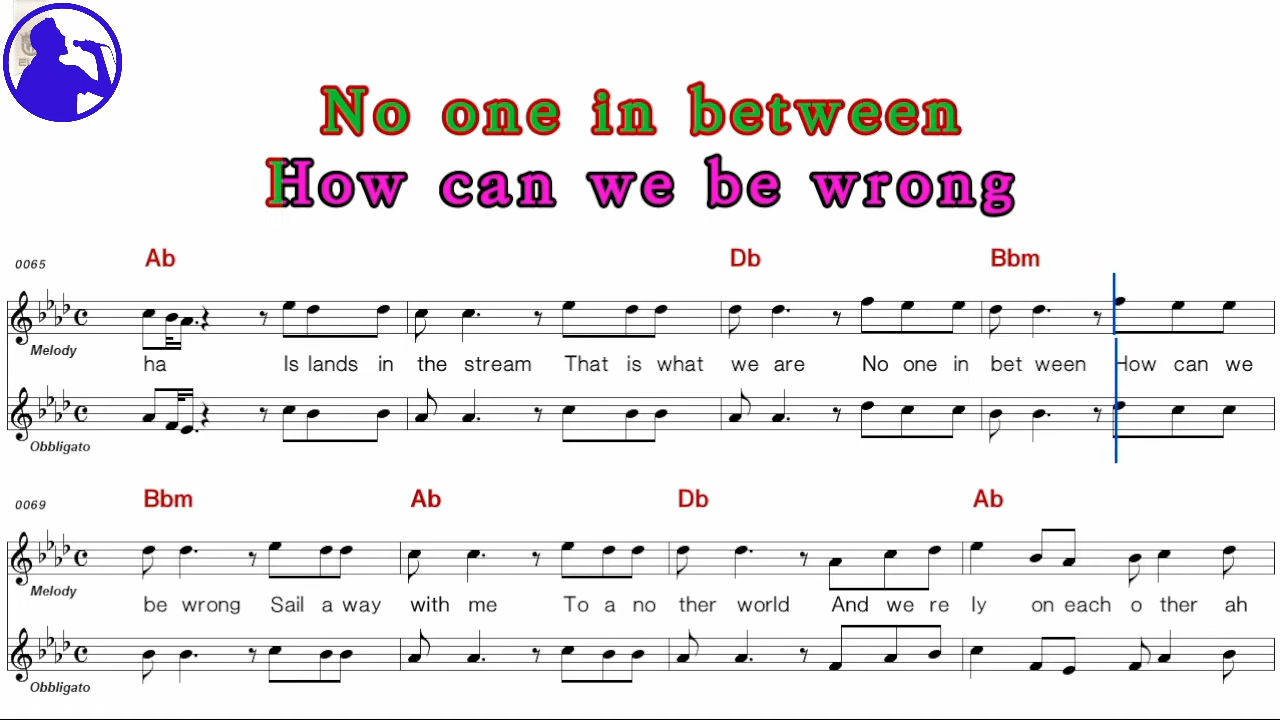 No one in between
How can we be wrong
0065 Ab Db Bbm
Melody
ha Is lands in the stream That is what we are No one in bet ween How can we
Obbligato
0069 Bbm Ab Db Ab
Melody
be wrong Sail a way with me To a no ther world And we re ly on each o ther ah
Obbligato